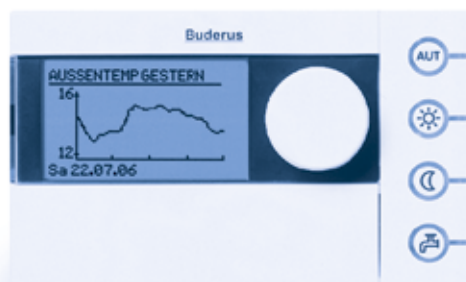 Buderus
AUT
AUSSENTEMP GESTERN
16
12
Sa 22.07.06